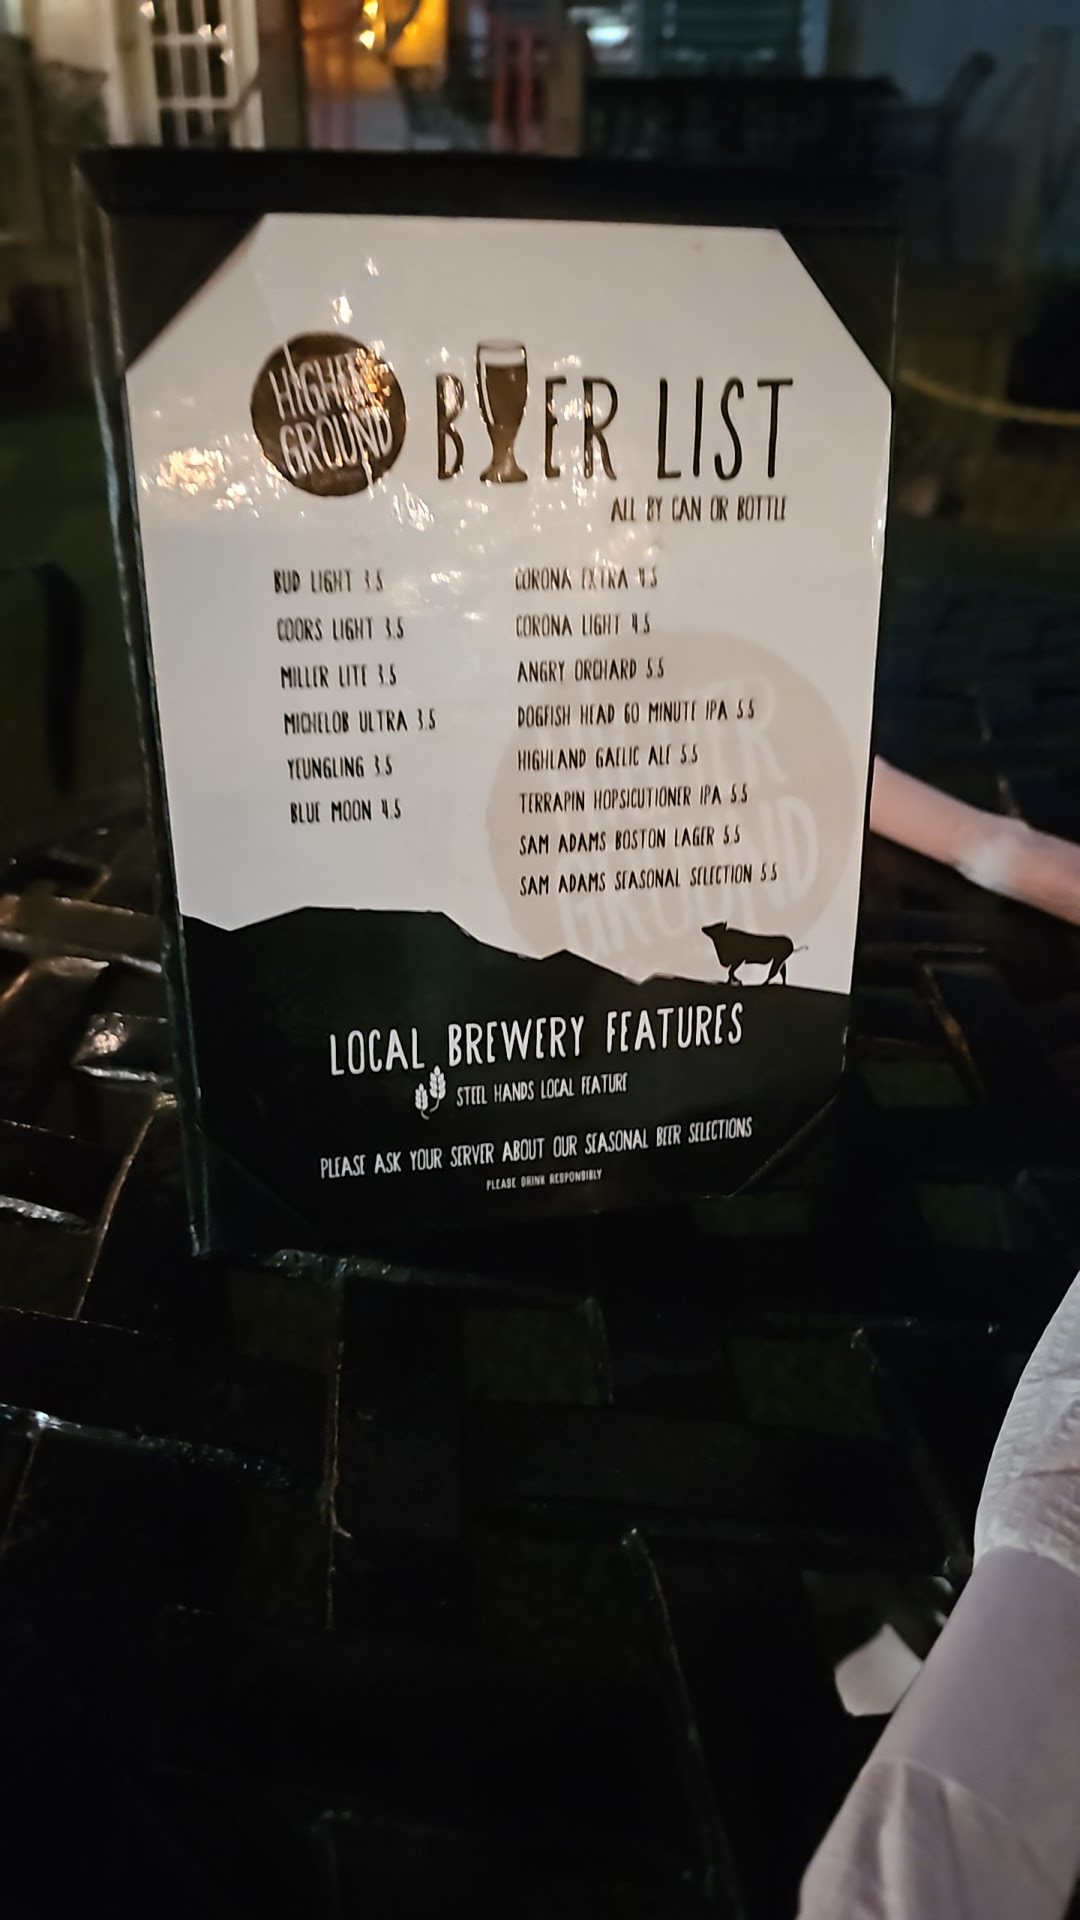 HIGHER
GROUND
BEER LIST
ALL BY CAN OR BOTTLE
BUD LIGHT 3.5
COORS LIGHT 3.5
MILLER LITE 3.5
MICHELOB ULTRA 3.5
YEUNGLING 3.5
BLUE MOON 4.5
CORONA EXTRA 4.5
CORONA LIGHT 4.5
ANGRY ORCHARD 5.5
DOGFISH HEAD 60 MINUTE IPA 5.5
HIGHLAND GAELIC ALE 5.5
TERRAPIN HOPSICUTIONER IPA 5.5
SAM ADAMS BOSTON LAGER 5.5
SAM ADAMS SEASONAL SELECTION 5.5
LOCAL BREWERY FEATURES
STEEL HANDS LOCAL FEATURE
PLEASE ASK YOUR SERVER ABOUT OUR SEASONAL BEER SELECTIONS
PLEASE DRINK RESPONSIBLY